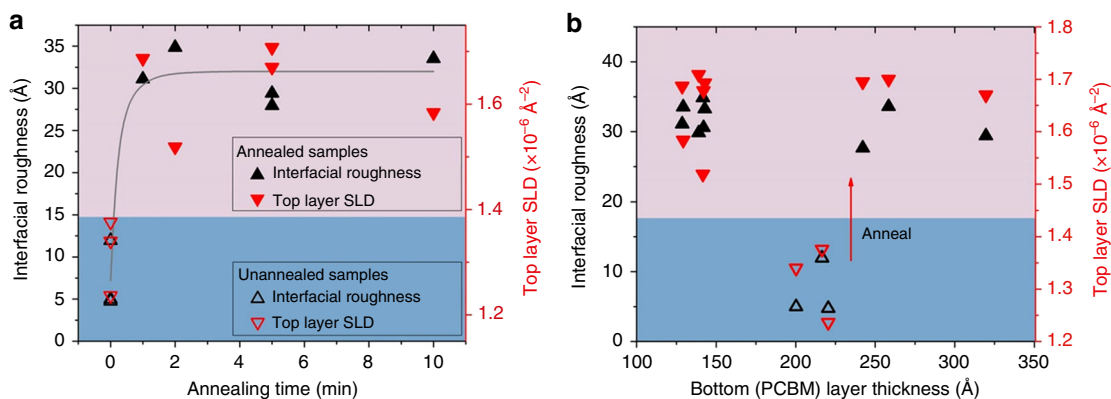 a
35
30
25
20
15
10
5
0
Interfacial roughness (Å)
0
2
4
6
8
10
Annealing time (min)
1.6
1.4
1.2
Top layer SLD (×10⁻⁶ Å⁻²)
Annealed samples
Interfacial roughness
Top layer SLD
Unannealed samples
Interfacial roughness
Top layer SLD
b
40
30
20
10
0
Interfacial roughness (Å)
100
150
200
250
300
350
Bottom (PCBM) layer thickness (Å)
1.8
1.7
1.6
1.5
1.4
1.3
1.2
Top layer SLD (×10⁻⁶ Å⁻²)
Anneal